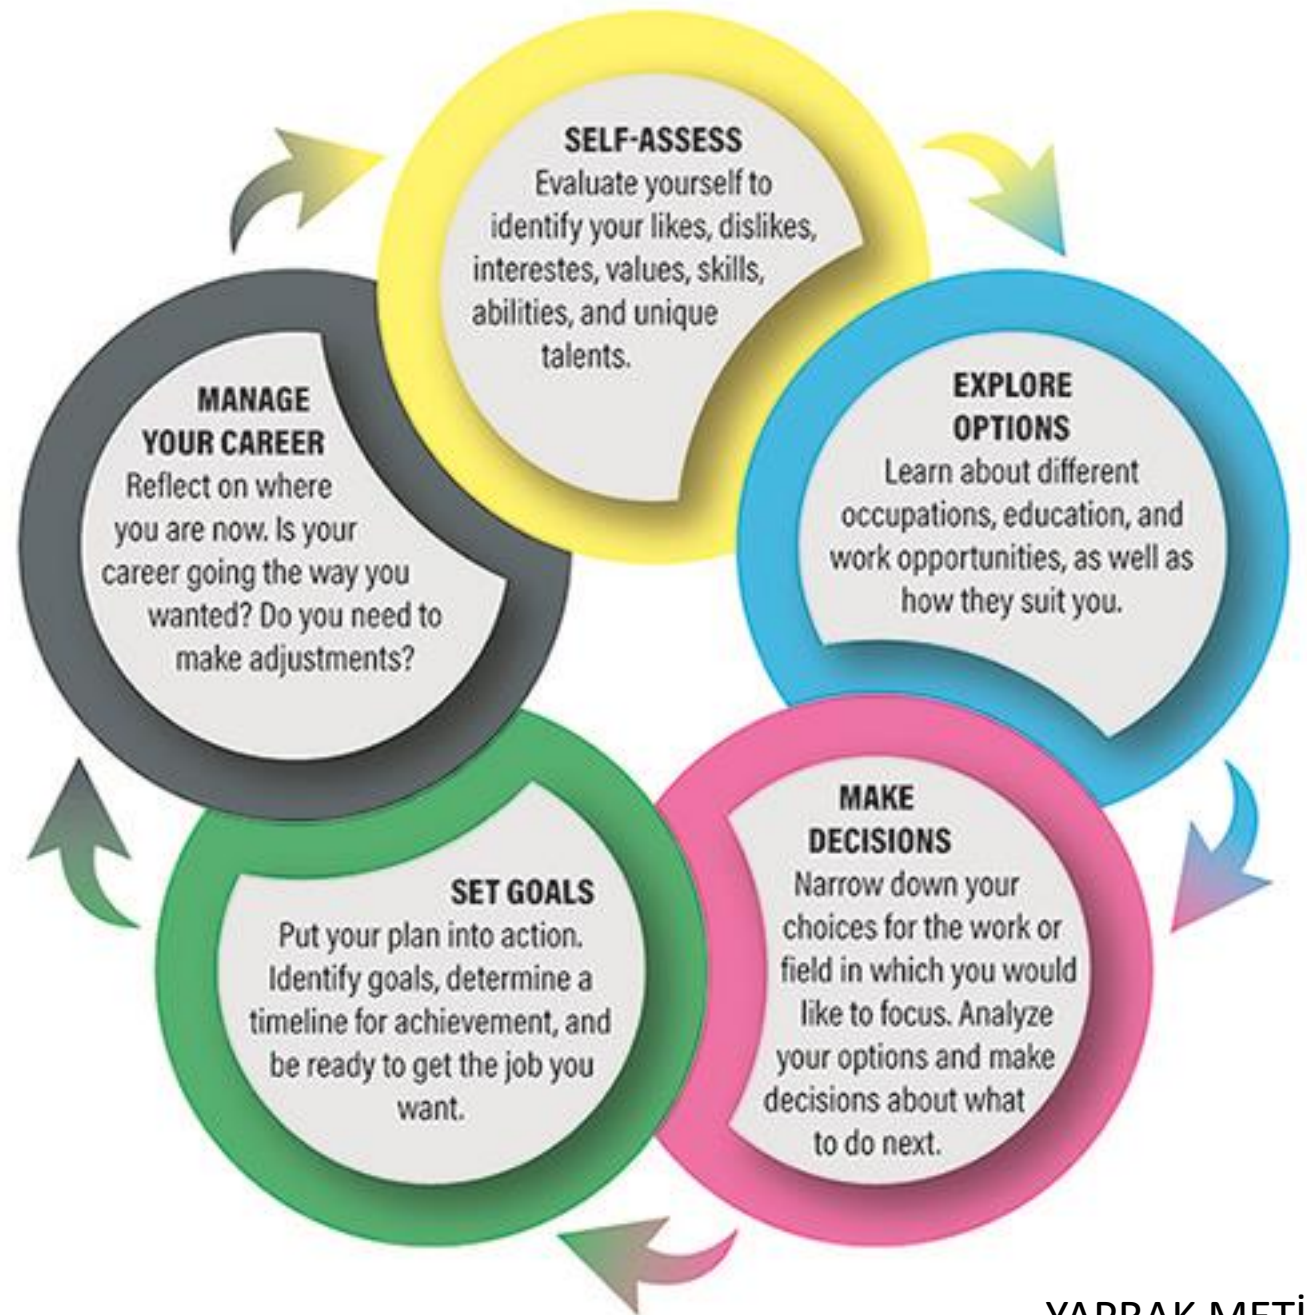 SELF-ASSESS
Evaluate yourself to
identify your likes, dislikes,
interestes, values, skills,
abilities, and unique
talents.
EXPLORE
OPTIONS
Learn about different
occupations, education, and
work opportunities, as well as
how they suit you.
MAKE
DECISIONS
Narrow down your
choices for the work or
field in which you would
like to focus. Analyze
your options and make
decisions about what
to do next.
SET GOALS
Put your plan into action.
Identify goals, determine a
timeline for achievement, and
be ready to get the job you
want.
MANAGE
YOUR CAREER
Reflect on where
you are now. Is your
career going the way you
wanted? Do you need to
make adjustments?